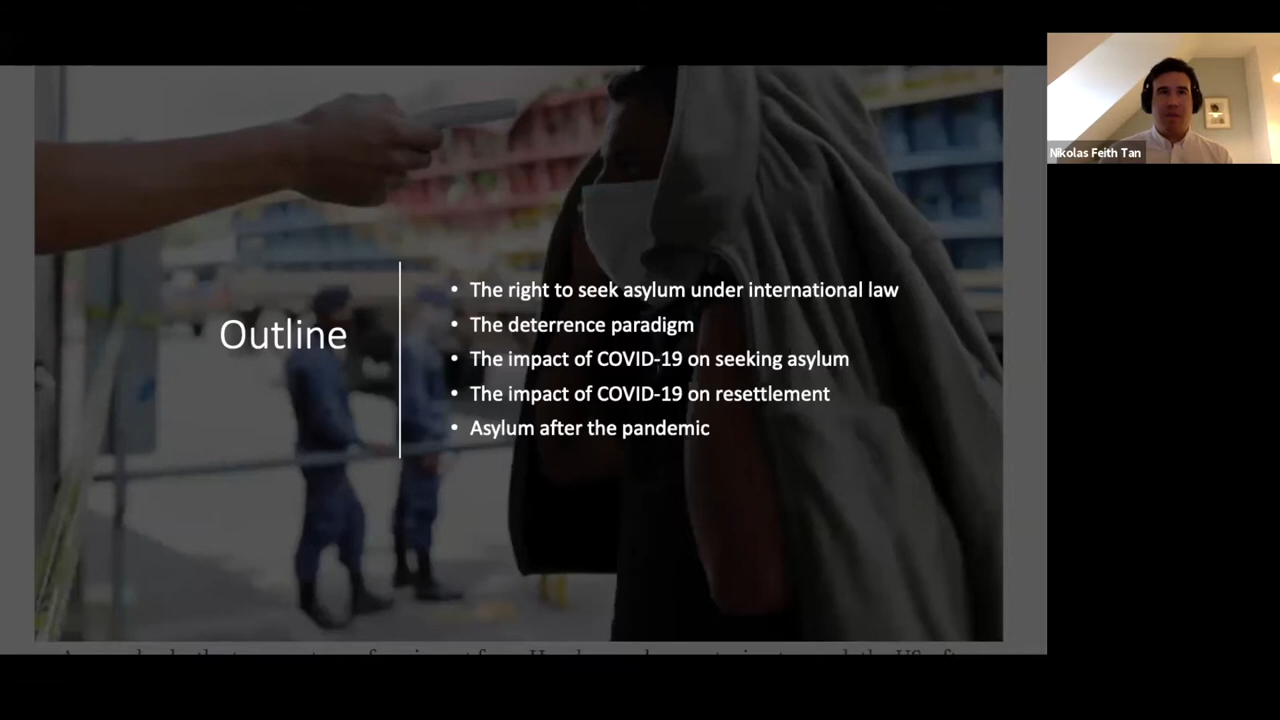 Outline
• The right to seek asylum under international law
• The deterrence paradigm
• The impact of COVID-19 on seeking asylum
• The impact of COVID-19 on resettlement
• Asylum after the pandemic
Nikolas Feith Tan